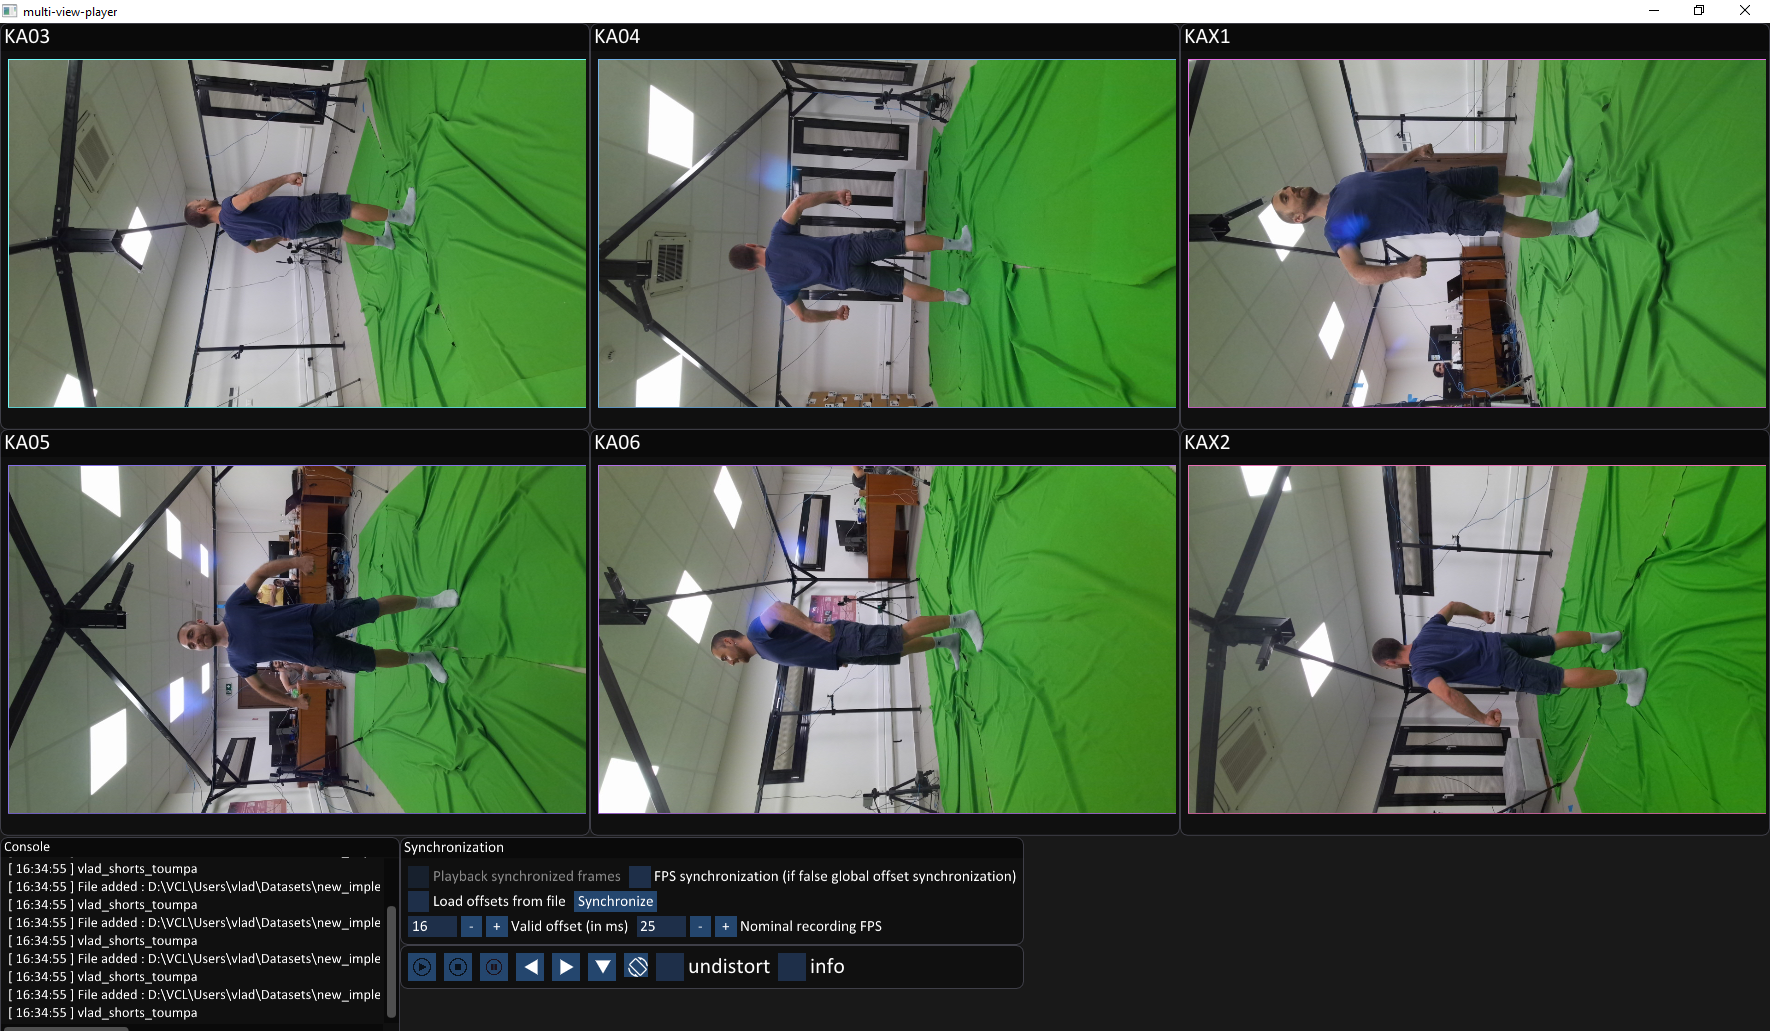 multi-view-player
KA03
KA04
KAX1
KA05
KA06
KAX2
Console
[ 16:34:55 ] vlad_shorts_toumpa
[ 16:34:55 ] File added : D:\VCL\Users\vlad\Datasets\new_imple
[ 16:34:55 ] vlad_shorts_toumpa
[ 16:34:55 ] File added : D:\VCL\Users\vlad\Datasets\new_imple
[ 16:34:55 ] vlad_shorts_toumpa
[ 16:34:55 ] File added : D:\VCL\Users\vlad\Datasets\new_imple
[ 16:34:55 ] vlad_shorts_toumpa
[ 16:34:55 ] File added : D:\VCL\Users\vlad\Datasets\new_imple
[ 16:34:55 ] vlad_shorts_toumpa
Synchronization
Playback synchronized frames FPS synchronization (if false global offset synchronization)
Load offsets from file Synchronize
16 - + Valid offset (in ms) 25 - + Nominal recording FPS
undistort info